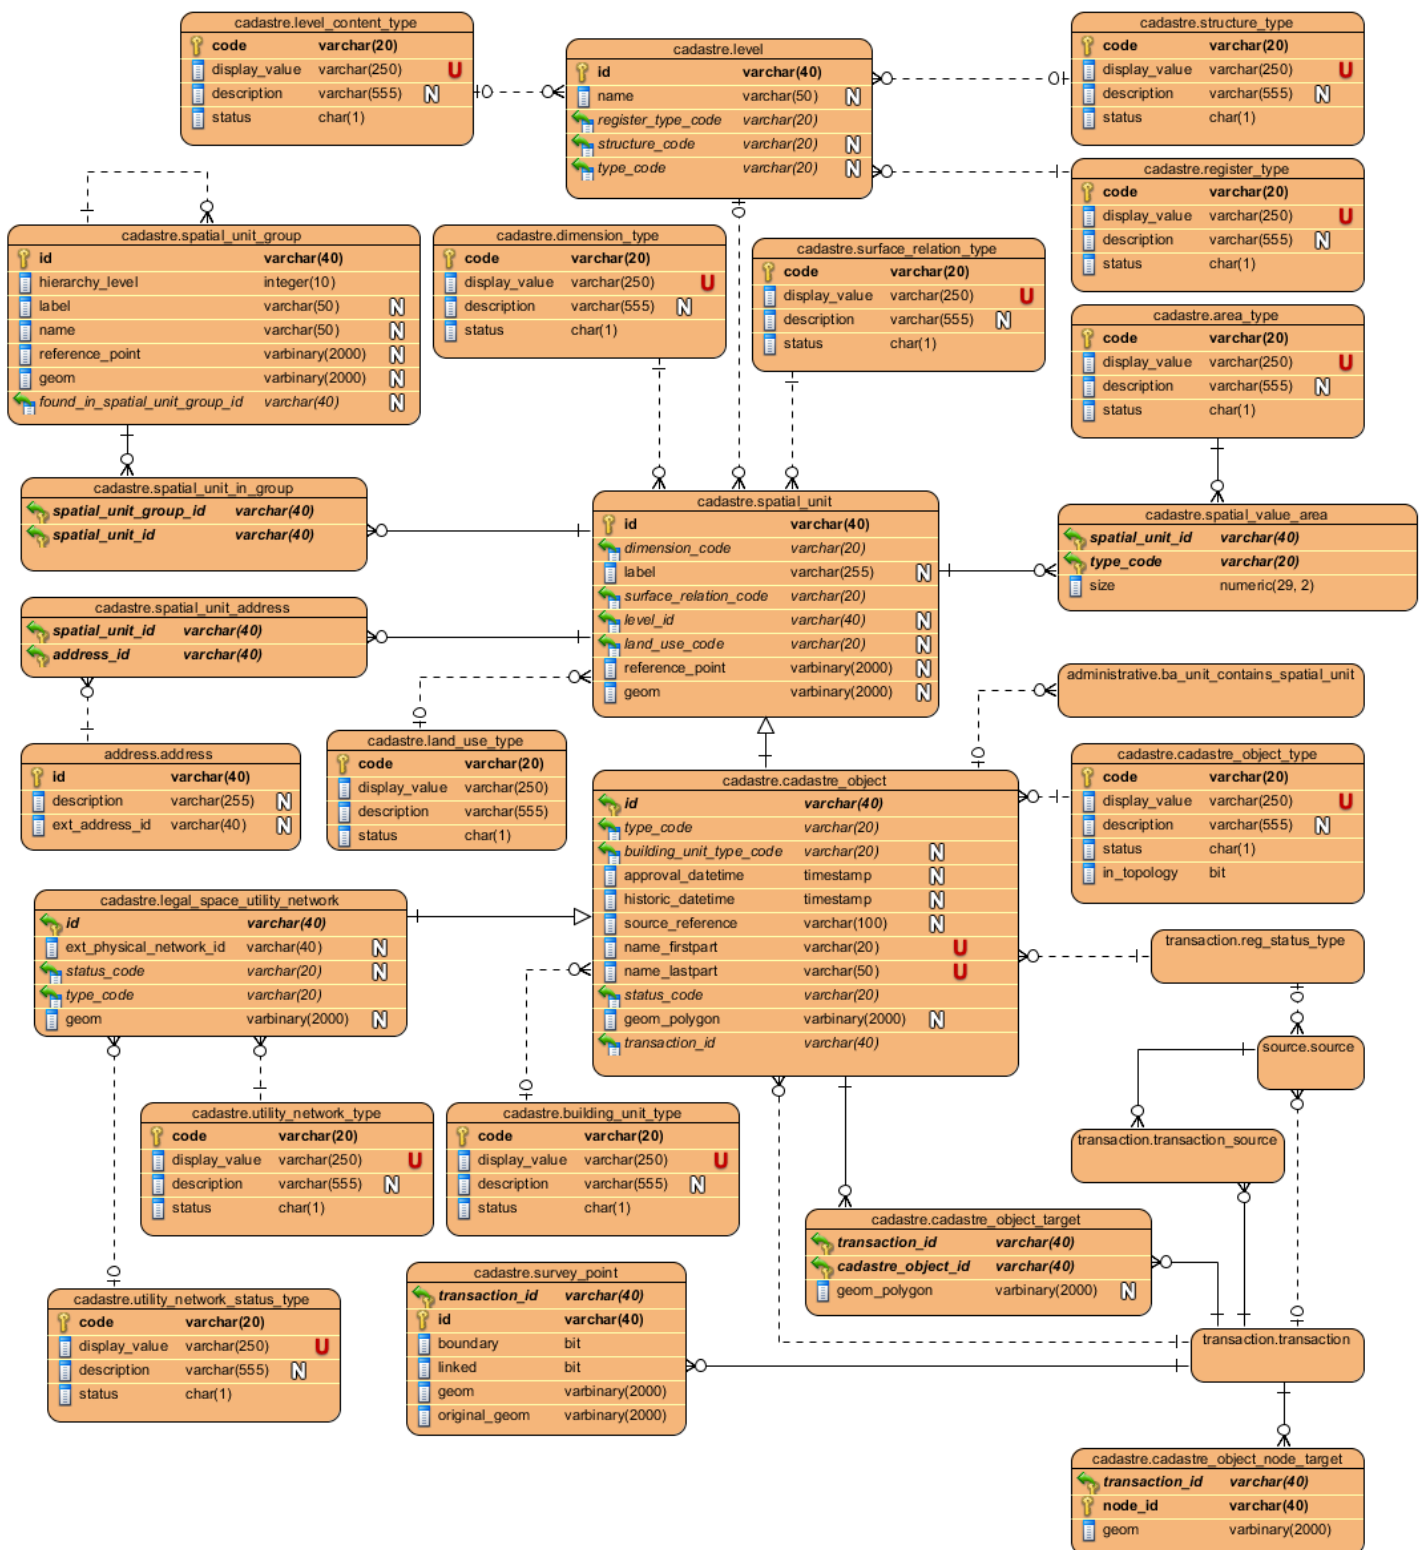 cadastre.level_content_type
code varchar(20)
display_value varchar(250) U
description varchar(555) N
status char(1)
cadastre.level
id varchar(40)
name varchar(50) N
register_type_code varchar(20)
structure_code varchar(20) N
type_code varchar(20) N
cadastre.structure_type
code varchar(20)
display_value varchar(250) U
description varchar(555) N
status char(1)
cadastre.register_type
code varchar(20)
display_value varchar(250) U
description varchar(555) N
status char(1)
cadastre.spatial_unit_group
id varchar(40)
hierarchy_level integer(10)
label varchar(50) N
name varchar(50) N
reference_point varbinary(2000) N
geom varbinary(2000) N
found_in_spatial_unit_group_id varchar(40) N
cadastre.dimension_type
code varchar(20)
display_value varchar(250) U
description varchar(555) N
status char(1)
cadastre.surface_relation_type
code varchar(20)
display_value varchar(250) U
description varchar(555) N
status char(1)
cadastre.area_type
code varchar(20)
display_value varchar(250) U
description varchar(555) N
status char(1)
cadastre.spatial_unit_in_group
spatial_unit_group_id varchar(40)
spatial_unit_id varchar(40)
cadastre.spatial_unit
id varchar(40)
dimension_code varchar(20)
label varchar(255) N
surface_relation_code varchar(20)
level_id varchar(40) N
land_use_code varchar(20) N
reference_point varbinary(2000) N
geom varbinary(2000) N
cadastre.spatial_value_area
spatial_unit_id varchar(40)
type_code varchar(20)
size numeric(29, 2)
cadastre.spatial_unit_address
spatial_unit_id varchar(40)
address_id varchar(40)
administrative.ba_unit_contains_spatial_unit
address.address
id varchar(40)
description varchar(255) N
ext_address_id varchar(40) N
cadastre.land_use_type
code varchar(20)
display_value varchar(250)
description varchar(555)
status char(1)
cadastre.cadastre_object
id varchar(40)
type_code varchar(20)
building_unit_type_code varchar(20) N
approval_datetime timestamp N
historic_datetime timestamp N
source_reference varchar(100) N
name_firstpart varchar(20) U
name_lastpart varchar(50) U
status_code varchar(20)
geom_polygon varbinary(2000) N
transaction_id varchar(40)
cadastre.cadastre_object_type
code varchar(20)
display_value varchar(250) U
description varchar(555) N
status char(1)
in_topology bit
cadastre.legal_space_utility_network
id varchar(40)
ext_physical_network_id varchar(40) N
status_code varchar(20) N
type_code varchar(20)
geom varbinary(2000) N
transaction.reg_status_type
source.source
transaction.transaction_source
cadastre.utility_network_type
code varchar(20)
display_value varchar(250) U
description varchar(555) N
status char(1)
cadastre.building_unit_type
code varchar(20)
display_value varchar(250) U
description varchar(555) N
status char(1)
cadastre.cadastre_object_target
transaction_id varchar(40)
cadastre_object_id varchar(40)
geom_polygon varbinary(2000) N
cadastre.utility_network_status_type
code varchar(20)
display_value varchar(250) U
description varchar(555) N
status char(1)
cadastre.survey_point
transaction_id varchar(40)
id varchar(40)
boundary bit
linked bit
geom varbinary(2000)
original_geom varbinary(2000)
transaction.transaction
cadastre.cadastre_object_node_target
transaction_id varchar(40)
node_id varchar(40)
geom varbinary(2000)